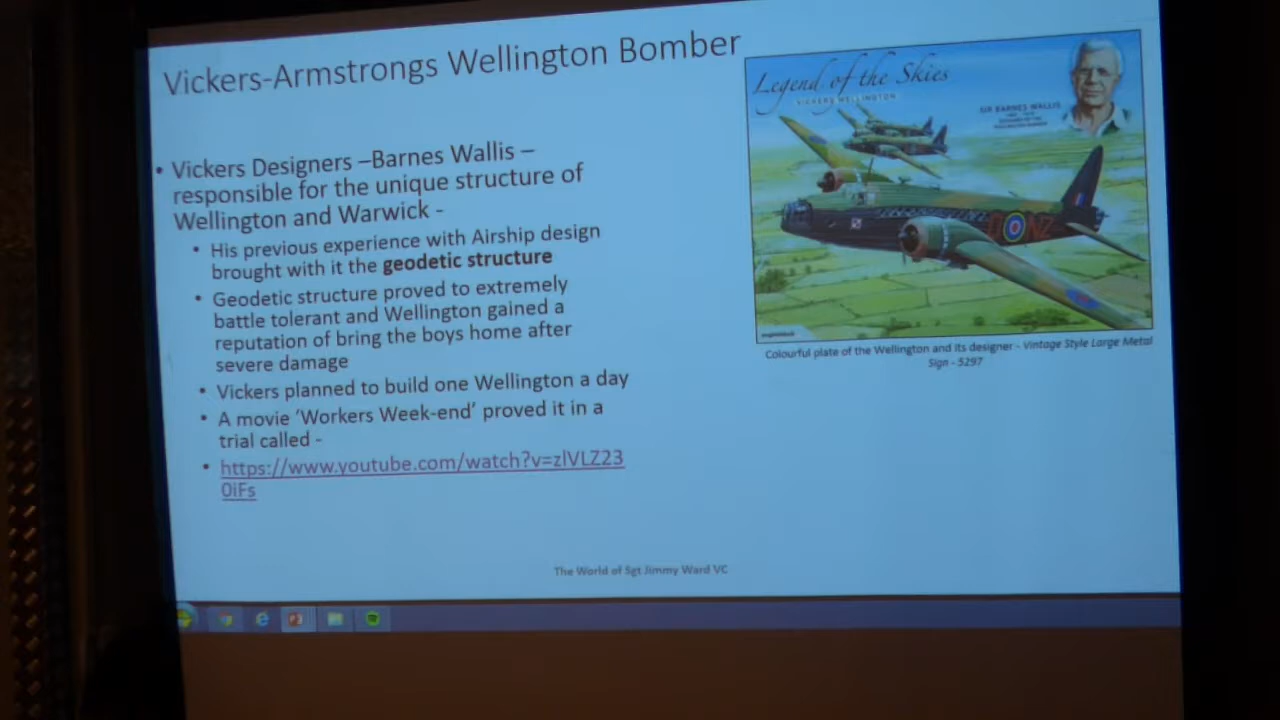 Vickers-Armstrongs Wellington Bomber
• Vickers Designers –Barnes Wallis –
responsible for the unique structure of
Wellington and Warwick -
• His previous experience with Airship design
brought with it the geodetic structure
• Geodetic structure proved to extremely
battle tolerant and Wellington gained a
reputation of bring the boys home after
severe damage
• Vickers planned to build one Wellington a day
• A movie ‘Workers Week-end’ proved it in a
trial called -
• https://www.youtube.com/watch?v=zlVLZ23
0iFs
Legend of the Skies
VICKERS WELLINGTON
SIR BARNES WALLIS
Colourful plate of the Wellington and its designer - Vintage Style Large Metal
Sign - 5297
The World of Sgt Jimmy Ward VC